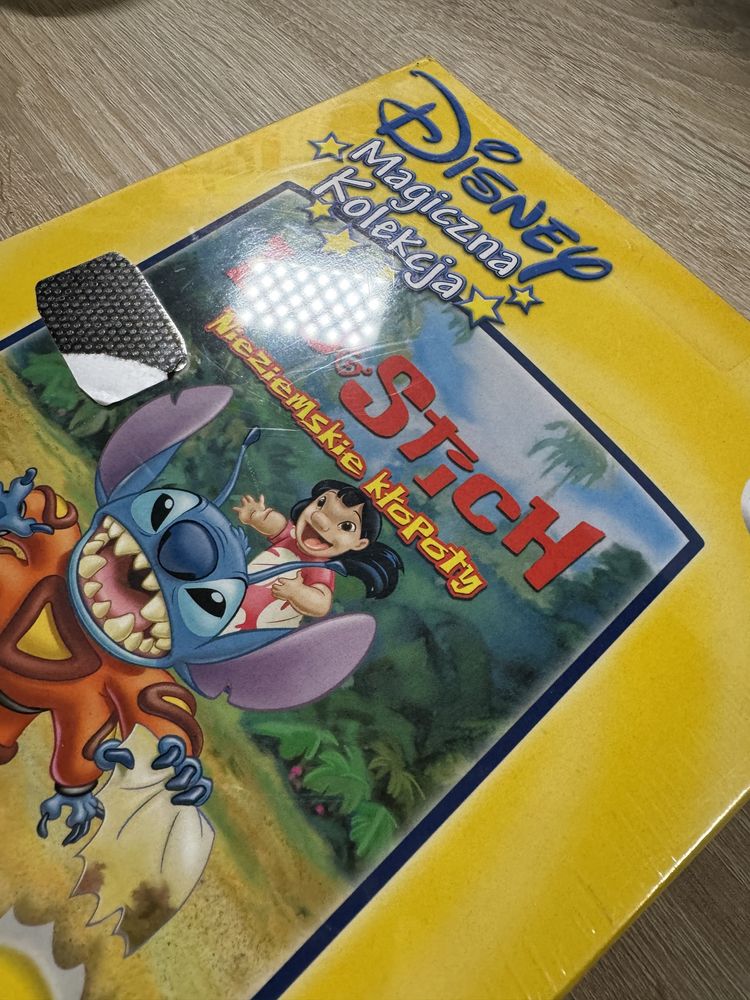 Disney
Magiczna
Kolekcja
Stich
Nieziemskie kłopoty